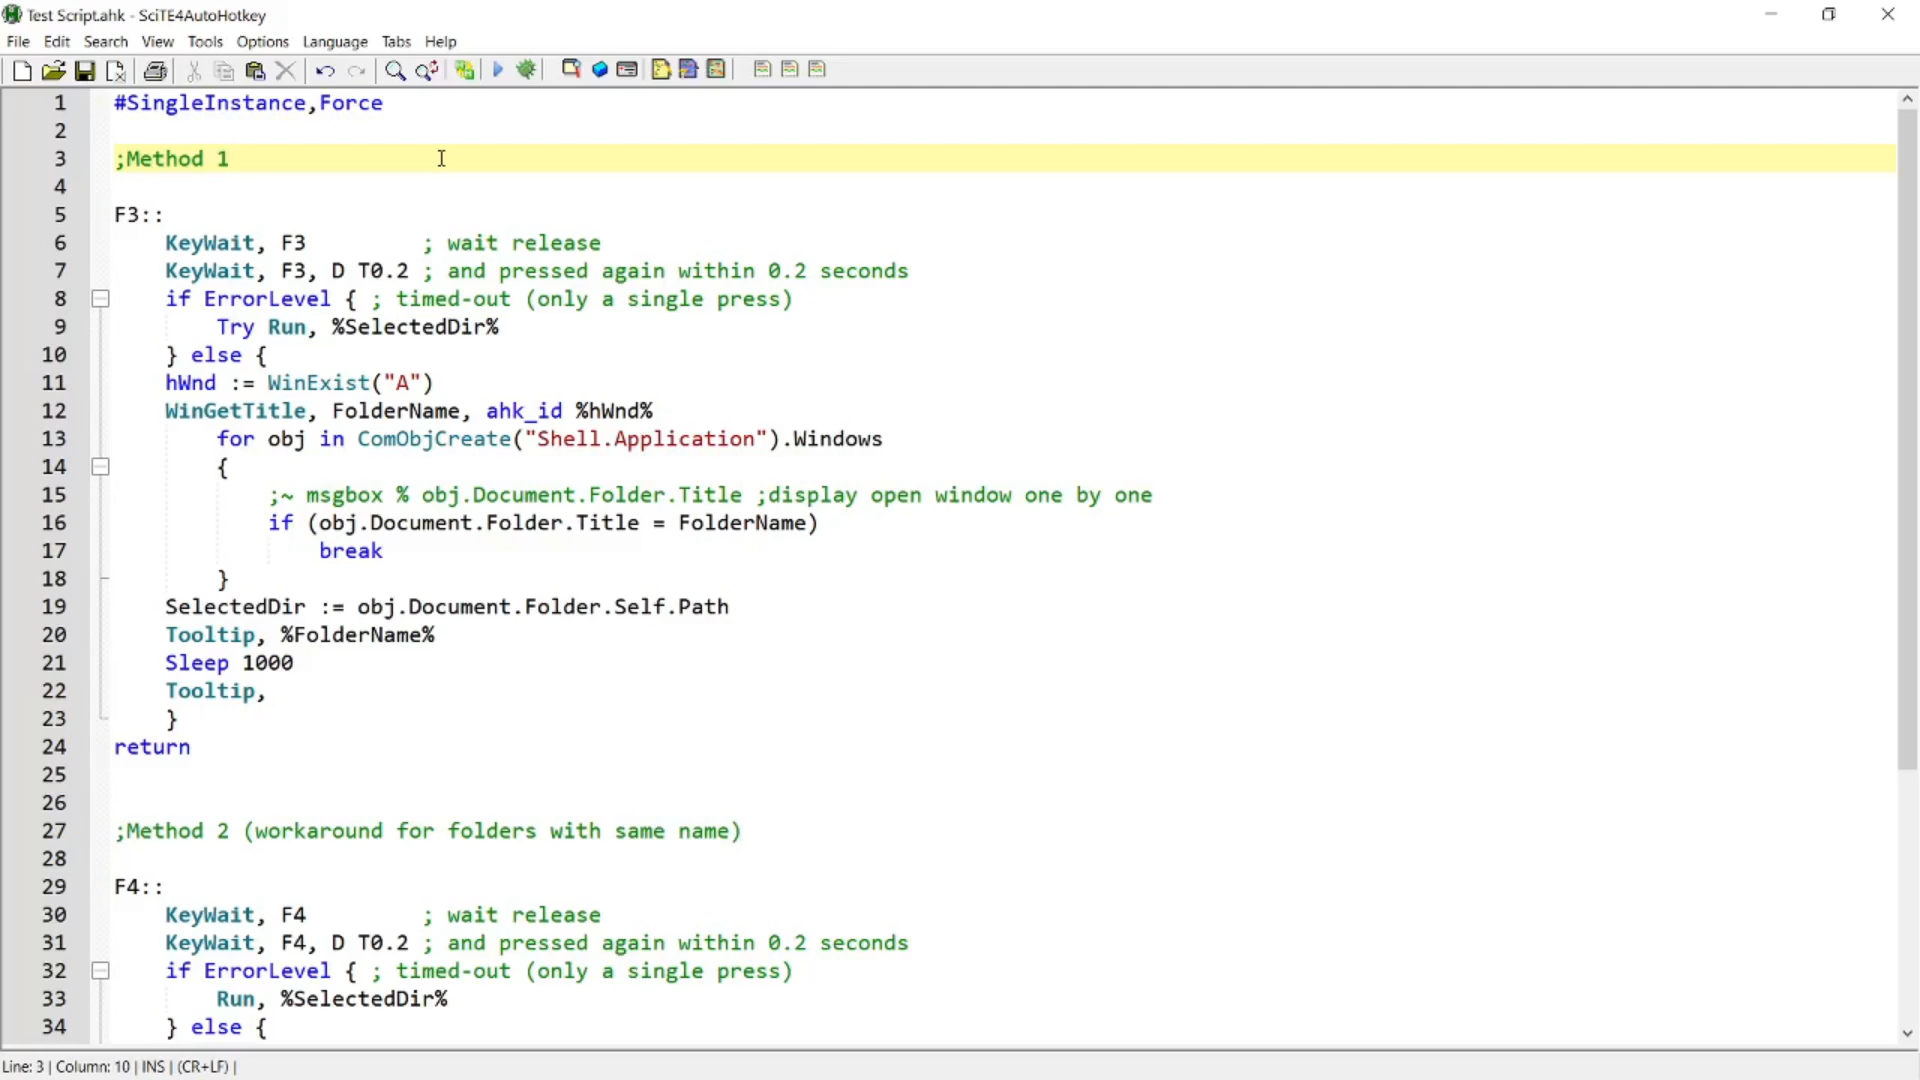 Test Script.ahk - SciTE4AutoHotkey
File Edit Search View Tools Options Language Tabs Help
1 #SingleInstance,Force
2
3 ;Method 1
4
5 F3::
6 KeyWait, F3 ; wait release
7 KeyWait, F3, D T0.2 ; and pressed again within 0.2 seconds
8 if ErrorLevel { ; timed-out (only a single press)
9 Try Run, %SelectedDir%
10 } else {
11 hWnd := WinExist("A")
12 WinGetTitle, FolderName, ahk_id %hWnd%
13 for obj in ComObjCreate("Shell.Application").Windows
14 {
15 ;~ msgbox % obj.Document.Folder.Title ;display open window one by one
16 if (obj.Document.Folder.Title = FolderName)
17 break
18 }
19 SelectedDir := obj.Document.Folder.Self.Path
20 Tooltip, %FolderName%
21 Sleep 1000
22 Tooltip,
23 }
24 return
25
26
27 ;Method 2 (workaround for folders with same name)
28
29 F4::
30 KeyWait, F4 ; wait release
31 KeyWait, F4, D T0.2 ; and pressed again within 0.2 seconds
32 if ErrorLevel { ; timed-out (only a single press)
33 Run, %SelectedDir%
34 } else {
Line: 3 | Column: 10 | INS | (CR+LF) |